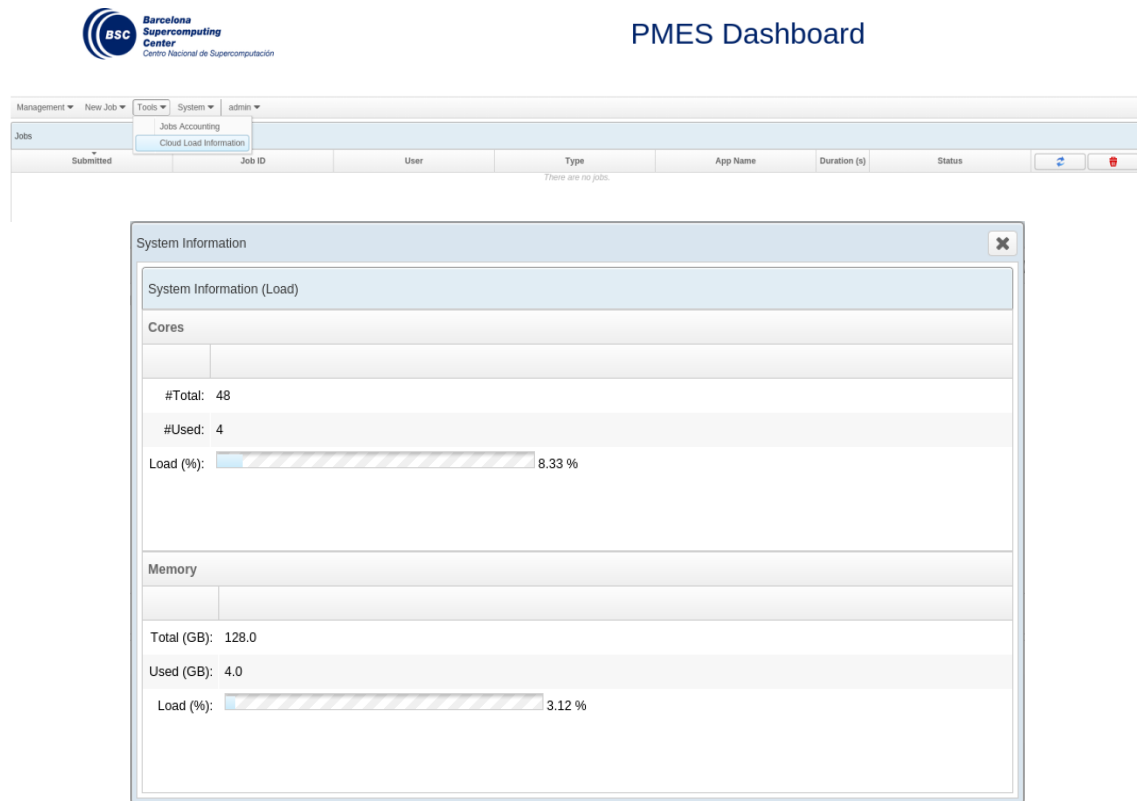 BSC
Barcelona
Supercomputing
Center
Centro Nacional de Supercomputación
PMES Dashboard
Management New Job Tools System admin
Jobs Accounting
Cloud Load Information
Jobs
Submitted Job ID User Type App Name Duration (s) Status
There are no jobs.
System Information
System Information (Load)
Cores
#Total: 48
#Used: 4
Load (%): 8.33 %
Memory
Total (GB): 128.0
Used (GB): 4.0
Load (%): 3.12 %